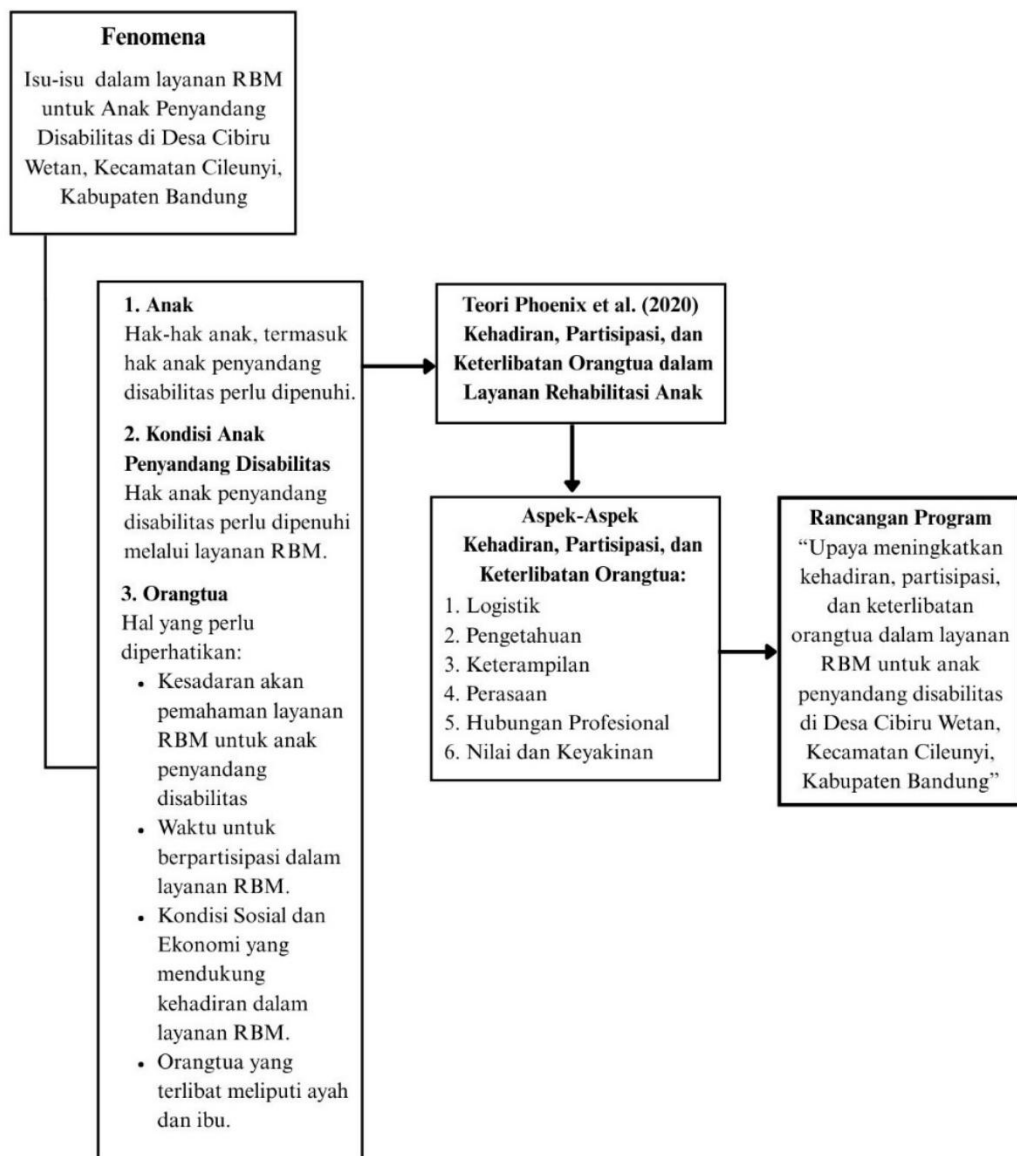 Fenomena
Isu-isu dalam layanan RBM
untuk Anak Penyandang
Disabilitas di Desa Cibiru
Wetan, Kecamatan Cileunyi,
Kabupaten Bandung
1. Anak
Hak-hak anak, termasuk
hak anak penyandang
disabilitas perlu dipenuhi.
2. Kondisi Anak
Penyandang Disabilitas
Hak anak penyandang
disabilitas perlu dipenuhi
melalui layanan RBM.
3. Orangtua
Hal yang perlu
diperhatikan:
• Kesadaran akan
pemahaman layanan
RBM untuk anak
penyandang
disabilitas
• Waktu untuk
berpartisipasi dalam
layanan RBM.
• Kondisi Sosial dan
Ekonomi yang
mendukung
kehadiran dalam
layanan RBM.
• Orangtua yang
terlibat meliputi ayah
dan ibu.
Teori Phoenix et al. (2020)
Kehadiran, Partisipasi, dan
Keterlibatan Orangtua dalam
Layanan Rehabilitasi Anak
Aspek-Aspek
Kehadiran, Partisipasi, dan
Keterlibatan Orangtua:
1. Logistik
2. Pengetahuan
3. Keterampilan
4. Perasaan
5. Hubungan Profesional
6. Nilai dan Keyakinan
Rancangan Program
“Upaya meningkatkan
kehadiran, partisipasi,
dan keterlibatan
orangtua dalam layanan
RBM untuk anak
penyandang disabilitas
di Desa Cibiru Wetan,
Kecamatan Cileunyi,
Kabupaten Bandung”